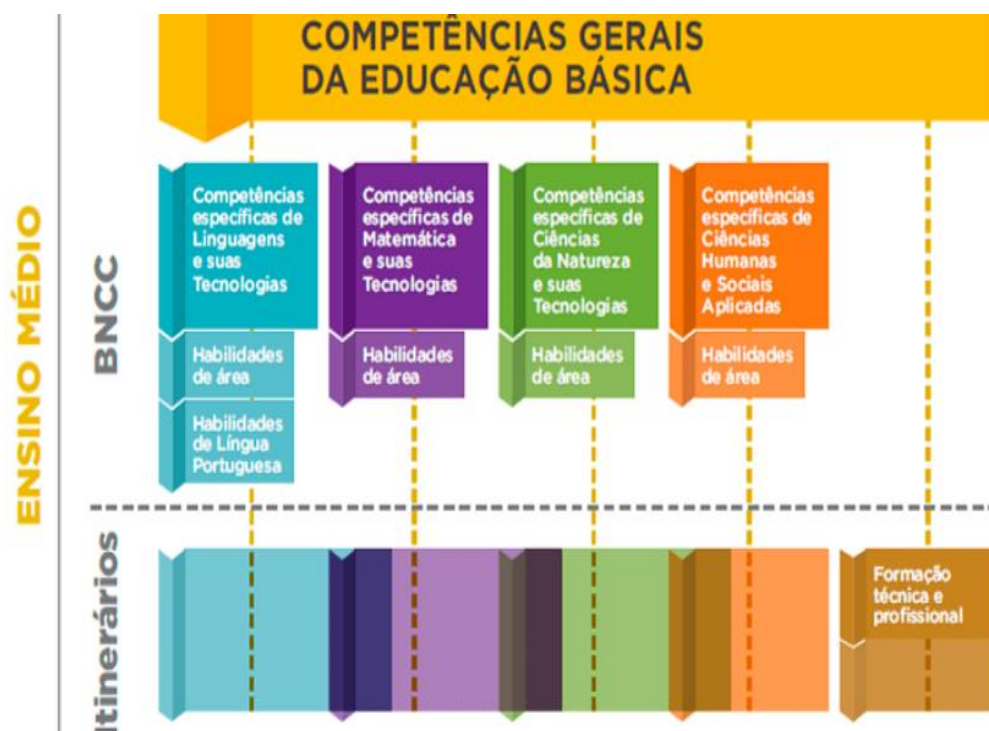 COMPETÊNCIAS GERAIS
DA EDUCAÇÃO BÁSICA
ENSINO MÉDIO
BNCC
Competências
específicas de
Linguagens
e suas
Tecnologias
Habilidades
de área
Habilidades
de Língua
Portuguesa
Competências
específicas de
Matemática
e suas
Tecnologias
Habilidades
de área
Competências
específicas de
Ciências
da Natureza
e suas
Tecnologias
Habilidades
de área
Competências
específicas de
Ciências
Humanas
e Sociais
Aplicadas
Habilidades
de área
Itinerários
Formação
técnica e
profissional